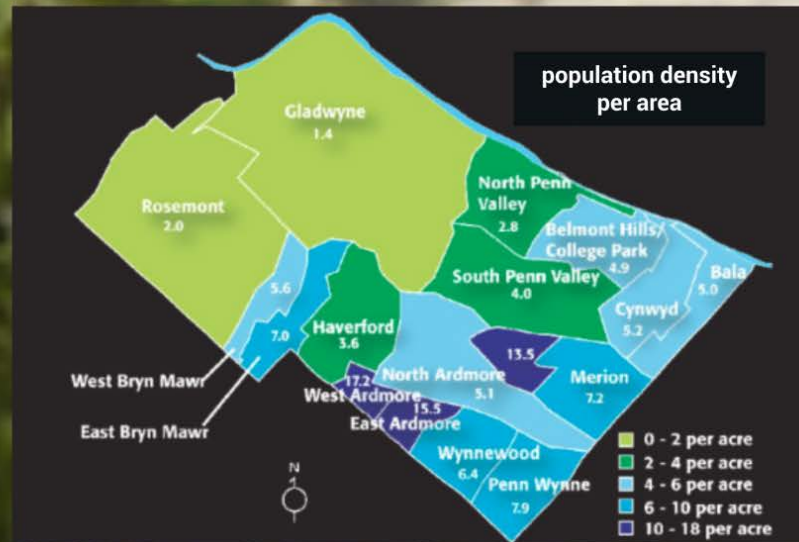 population density
per area
Gladwyne
1.4
North Penn
Valley
2.8
Rosemont
2.0
Belmont Hills/
College Park
4.9
Bala
5.0
South Penn Valley
4.0
Cynwyd
5.2
5.6
7.0
Haverford
3.6
13.5
West Bryn Mawr
North Ardmore
5.1
Merion
7.2
17.2
West Ardmore
15.5
East Ardmore
East Bryn Mawr
Wynnewood
6.4
Penn Wynne
7.9
N
0 - 2 per acre
2 - 4 per acre
4 - 6 per acre
6 - 10 per acre
10 - 18 per acre